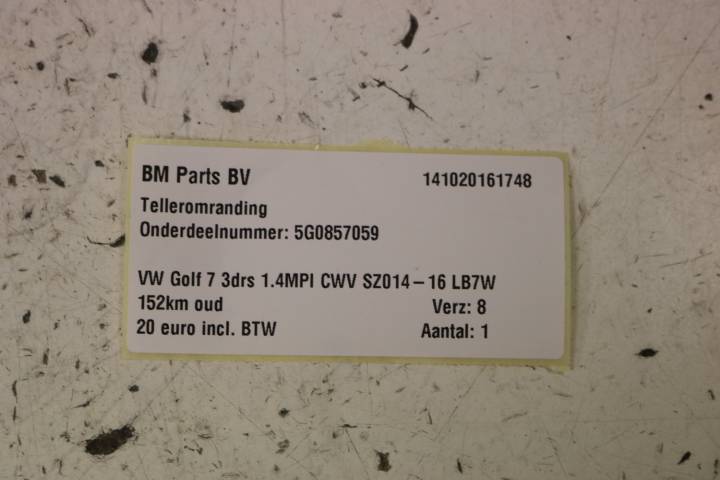 BM Parts BV 141020161748
Telleromranding
Onderdeelnummer: 5G0857059
VW Golf 7 3drs 1.4MPI CWV SZ014-16 LB7W
152km oud Verz: 8
20 euro incl. BTW Aantal: 1